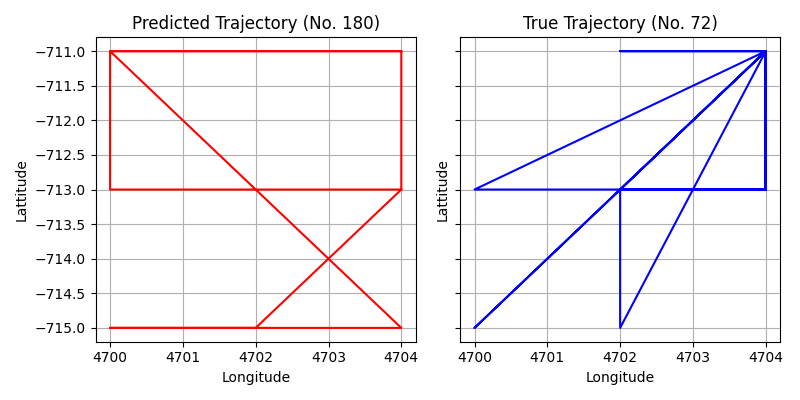 Predicted Trajectory (No. 180)
True Trajectory (No. 72)
−711.0
−711.5
−712.0
−712.5
−713.0
−713.5
−714.0
−714.5
−715.0
Lattitude
Lattitude
4700 4701 4702 4703 4704
4700 4701 4702 4703 4704
Longitude
Longitude